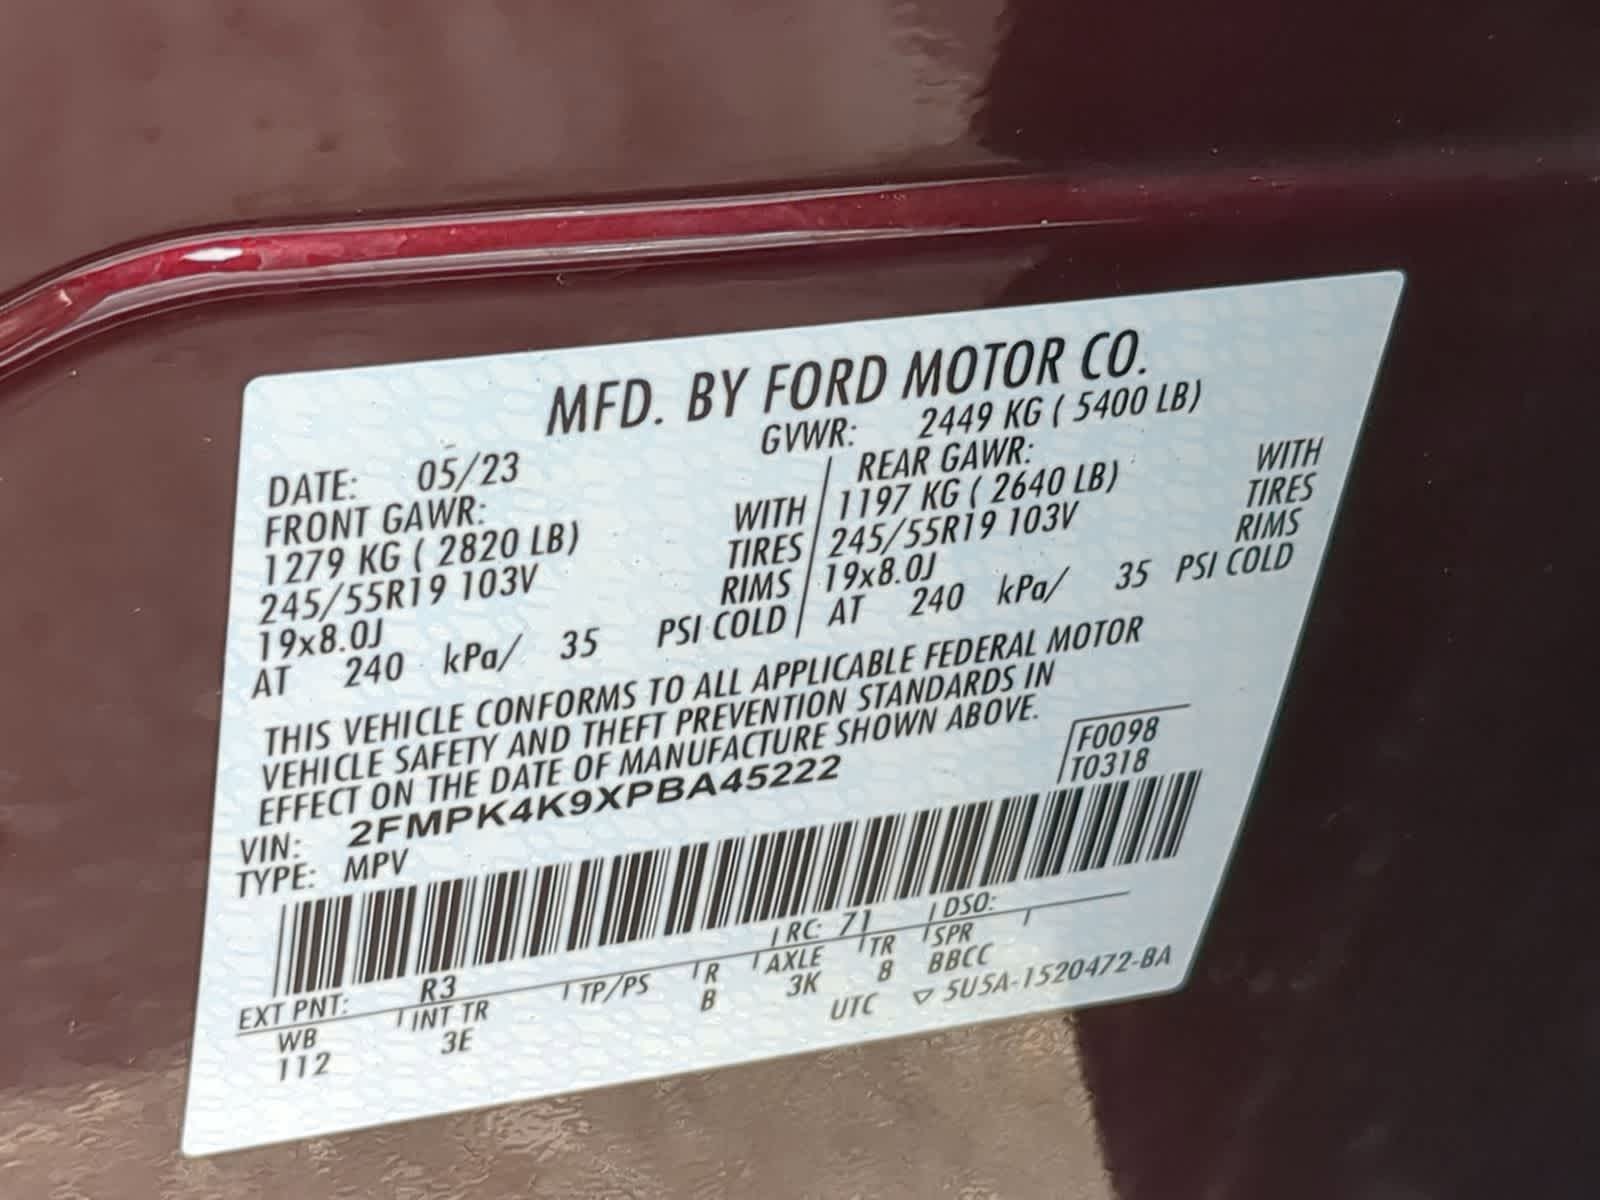 MFD. BY FORD MOTOR CO.
DATE: 05/23 GVWR: 2449 KG ( 5400 LB)
FRONT GAWR: REAR GAWR:
1279 KG ( 2820 LB) WITH 1197 KG ( 2640 LB) WITH
245/55R19 103V TIRES 245/55R19 103V TIRES
19x8.0J RIMS 19x8.0J RIMS
AT 240 kPa/ 35 PSI COLD AT 240 kPa/ 35 PSI COLD
THIS VEHICLE CONFORMS TO ALL APPLICABLE FEDERAL MOTOR
VEHICLE SAFETY AND THEFT PREVENTION STANDARDS IN
EFFECT ON THE DATE OF MANUFACTURE SHOWN ABOVE.
F0098
VIN: 2FMPK4K9XPBA45222 T0318
TYPE: MPV
EXT PNT: R3 RC: 71 DSO:
WB INT TR TP/PS R AXLE TR SPR
112 3E B 3K 8 BBCC
UTC ▽ 5U5A-1520472-BA